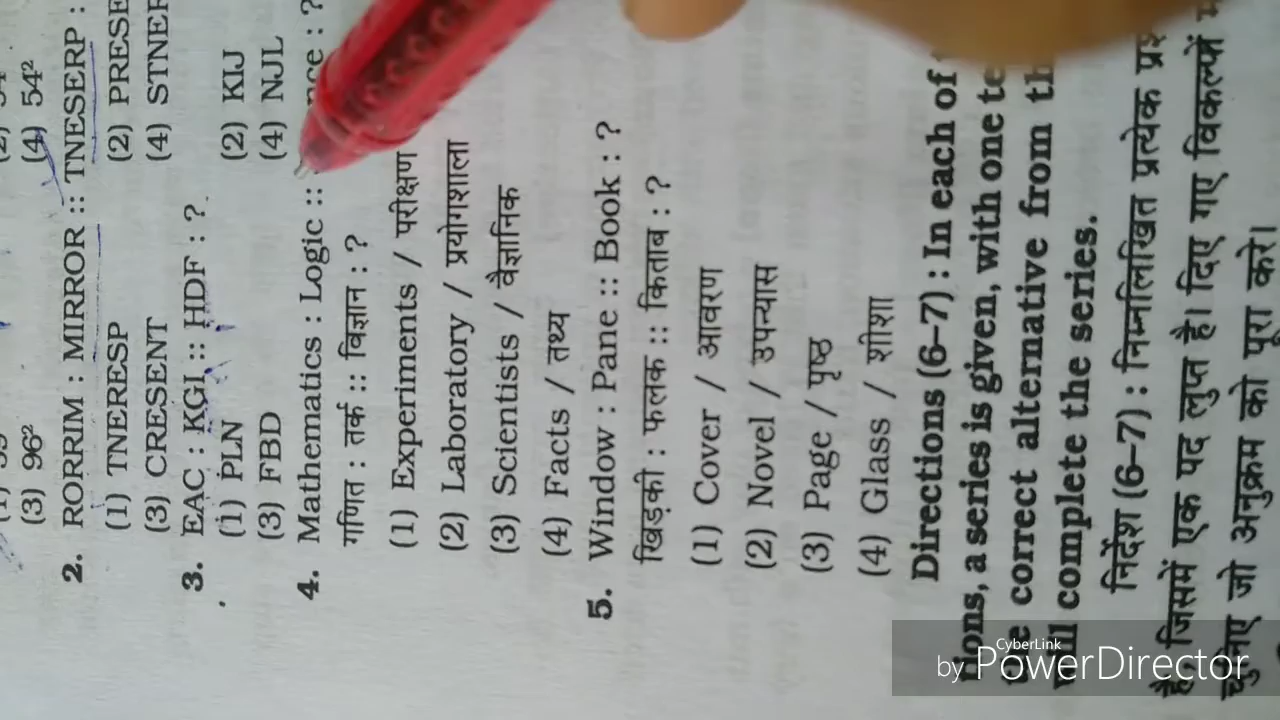 (4) 54²
(3) 96²
2. RORRIM : MIRROR :: TNESERP :
(1) TNERESP (2) PRESE
(3) CRESENT (4) STNER
3. EAC : KGI :: HDF : ?
(1) PLN (2) KIJ
(3) FBD (4) NJL
4. Mathematics : Logic :: : ?
गणित : तर्क :: विज्ञान : ?
(1) Experiments / परीक्षण
(2) Laboratory / प्रयोगशाला
(3) Scientists / वैज्ञानिक
(4) Facts / तथ्य
5. Window : Pane :: Book : ?
खिड़की : फलक :: किताब : ?
(1) Cover / आवरण
(2) Novel / उपन्यास
(3) Page / पृष्ठ
(4) Glass / शीशा
Directions (6–7) : In each of
tions, a series is given, with one te
the correct alternative from th
will complete the series.
निर्देश (6–7) : निम्नलिखित प्रत्येक
है, जिसमें एक पद लुप्त है। दिए गए विकल्पों
चुनिए जो अनुक्रम को पूरा करे।
CyberLink
by PowerDirector